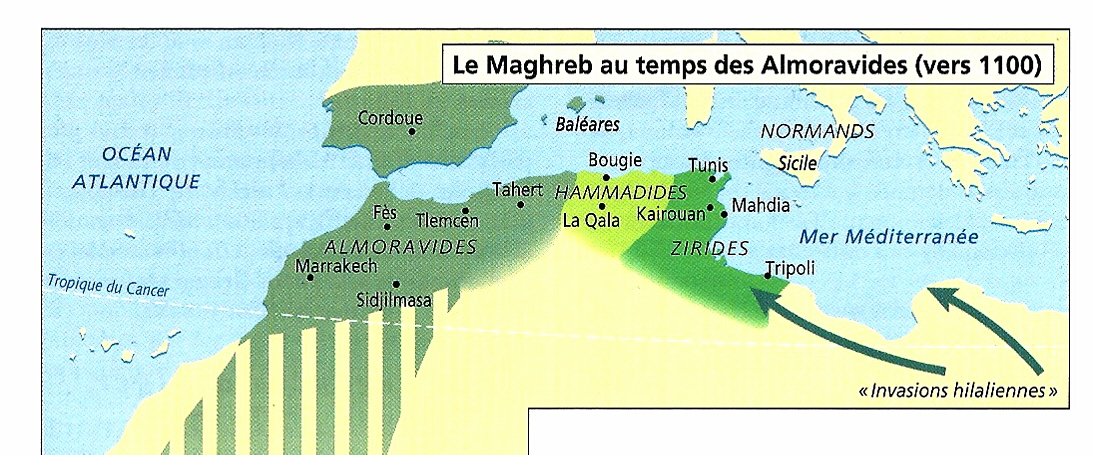 Le Maghreb au temps des Almoravides (vers 1100)
Cordoue
Baléares
NORMANDS
OCÉAN
ATLANTIQUE
Bougie
Tunis
Sicile
Tahert
HAMMADIDES
Fès
Tlemcen
La Qala
Kairouan
Mahdia
ALMORAVIDES
ZIRIDES
Mer Méditerranée
Marrakech
Tripoli
Tropique du Cancer
Sidjilmasa
« Invasions hilaliennes »